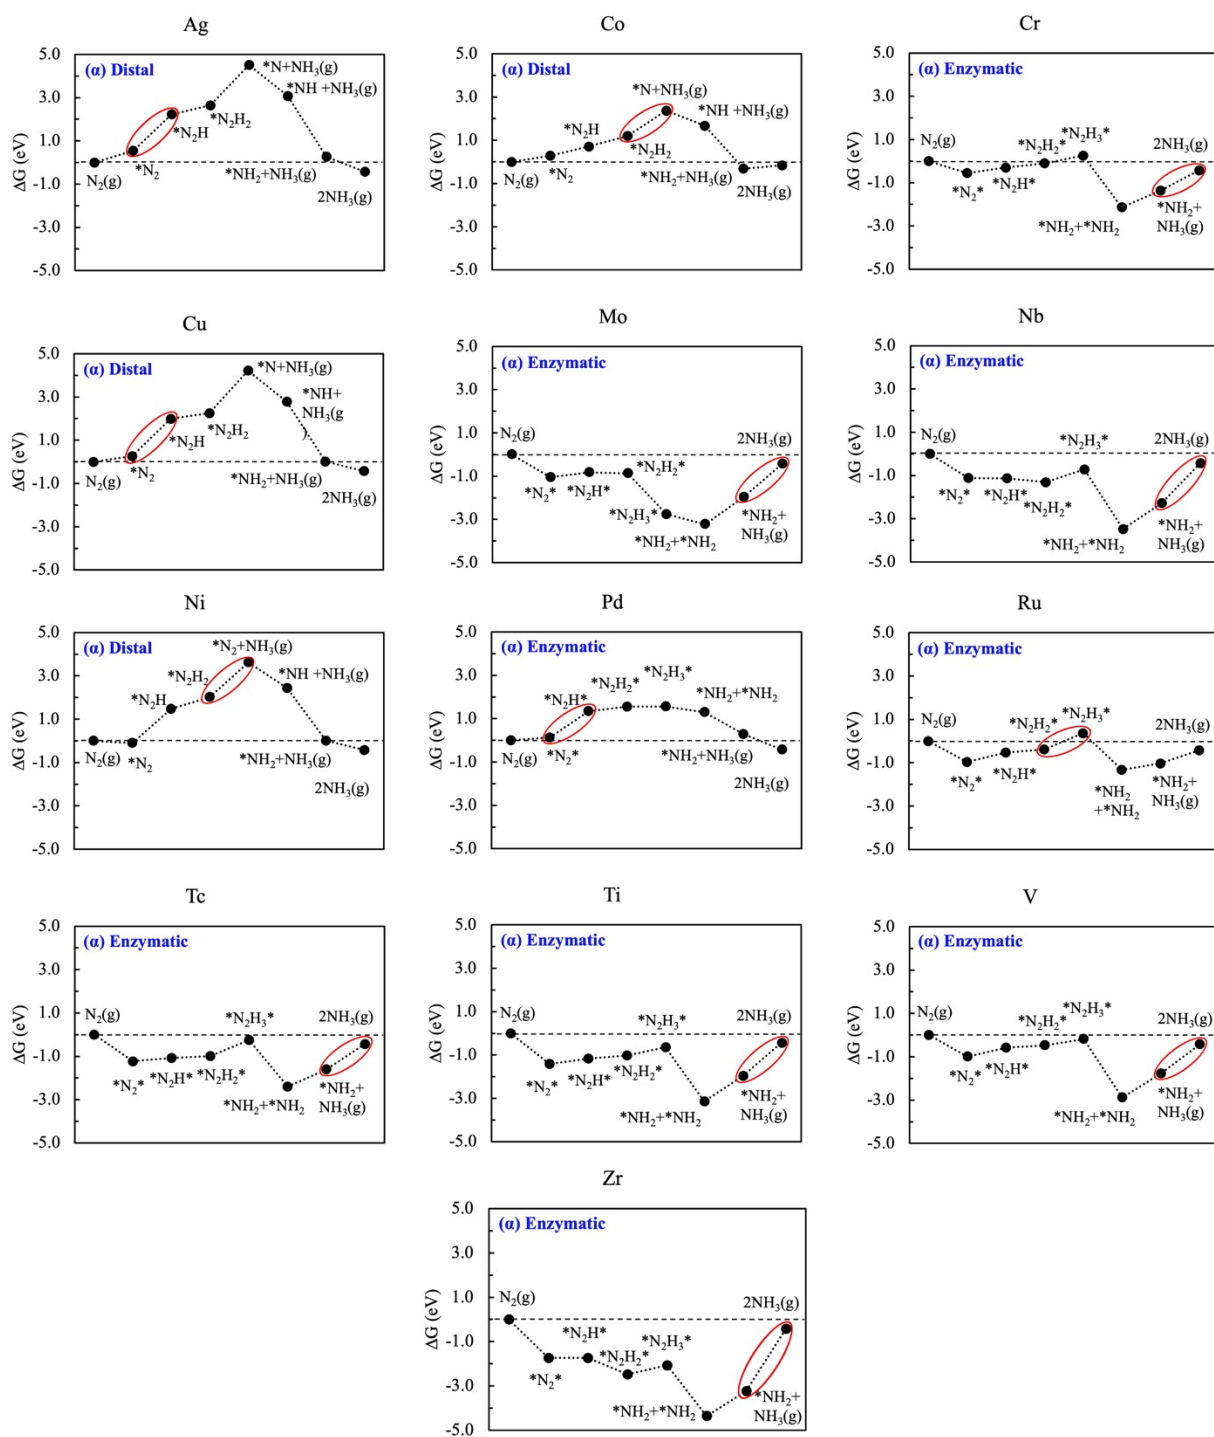 Ag
5.0
3.0
1.0
-1.0
-3.0
-5.0
ΔG (eV)
(α) Distal
N₂(g)
*N₂
*N₂H
*N₂H₂
*N+NH₃(g)
*NH +NH₃(g)
*NH₂+NH₃(g)
2NH₃(g)
Co
5.0
3.0
1.0
-1.0
-3.0
-5.0
ΔG (eV)
(α) Distal
N₂(g)
*N₂
*N₂H
*N₂H₂
*N+NH₃(g)
*NH +NH₃(g)
*NH₂+NH₃(g)
2NH₃(g)
Cr
5.0
3.0
1.0
-1.0
-3.0
-5.0
ΔG (eV)
(α) Enzymatic
N₂(g)
*N₂*
*N₂H*
*N₂H₂*
*N₂H₃*
*NH₂+*NH₂
*NH₂+
NH₃(g)
2NH₃(g)
Cu
5.0
3.0
1.0
-1.0
-3.0
-5.0
ΔG (eV)
(α) Distal
N₂(g)
*N₂
*N₂H
*N₂H₂
*N+NH₃(g)
*NH+
NH₃(g
)
*NH₂+NH₃(g)
2NH₃(g)
Mo
5.0
3.0
1.0
-1.0
-3.0
-5.0
ΔG (eV)
(α) Enzymatic
N₂(g)
*N₂*
*N₂H*
*N₂H₂*
*N₂H₃*
*NH₂+*NH₂
*NH₂+
NH₃(g)
2NH₃(g)
Nb
5.0
3.0
1.0
-1.0
-3.0
-5.0
ΔG (eV)
(α) Enzymatic
N₂(g)
*N₂*
*N₂H*
*N₂H₂*
*N₂H₃*
*NH₂+*NH₂
*NH₂+
NH₃(g)
2NH₃(g)
Ni
5.0
3.0
1.0
-1.0
-3.0
-5.0
ΔG (eV)
(α) Distal
N₂(g)
*N₂
*N₂H
*N₂H₂
*N₂+NH₃(g)
*NH +NH₃(g)
*NH₂+NH₃(g)
2NH₃(g)
Pd
5.0
3.0
1.0
-1.0
-3.0
-5.0
ΔG (eV)
(α) Enzymatic
N₂(g)
*N₂*
*N₂H*
*N₂H₂*
*N₂H₃*
*NH₂+*NH₂
*NH₂+NH₃(g)
2NH₃(g)
Ru
5.0
3.0
1.0
-1.0
-3.0
-5.0
ΔG (eV)
(α) Enzymatic
N₂(g)
*N₂*
*N₂H*
*N₂H₂*
*N₂H₃*
*NH₂
+*NH₂
*NH₂+
NH₃(g)
2NH₃(g)
Tc
5.0
3.0
1.0
-1.0
-3.0
-5.0
ΔG (eV)
(α) Enzymatic
N₂(g)
*N₂*
*N₂H*
*N₂H₂*
*N₂H₃*
*NH₂+*NH₂
*NH₂+
NH₃(g)
2NH₃(g)
Ti
5.0
3.0
1.0
-1.0
-3.0
-5.0
ΔG (eV)
(α) Enzymatic
N₂(g)
*N₂*
*N₂H*
*N₂H₂*
*N₂H₃*
*NH₂+*NH₂
*NH₂+
NH₃(g)
2NH₃(g)
V
5.0
3.0
1.0
-1.0
-3.0
-5.0
ΔG (eV)
(α) Enzymatic
N₂(g)
*N₂*
*N₂H*
*N₂H₂*
*N₂H₃*
*NH₂+*NH₂
*NH₂+
NH₃(g)
2NH₃(g)
Zr
5.0
3.0
1.0
-1.0
-3.0
-5.0
ΔG (eV)
(α) Enzymatic
N₂(g)
*N₂*
*N₂H*
*N₂H₂*
*N₂H₃*
*NH₂+*NH₂
*NH₂+
NH₃(g)
2NH₃(g)